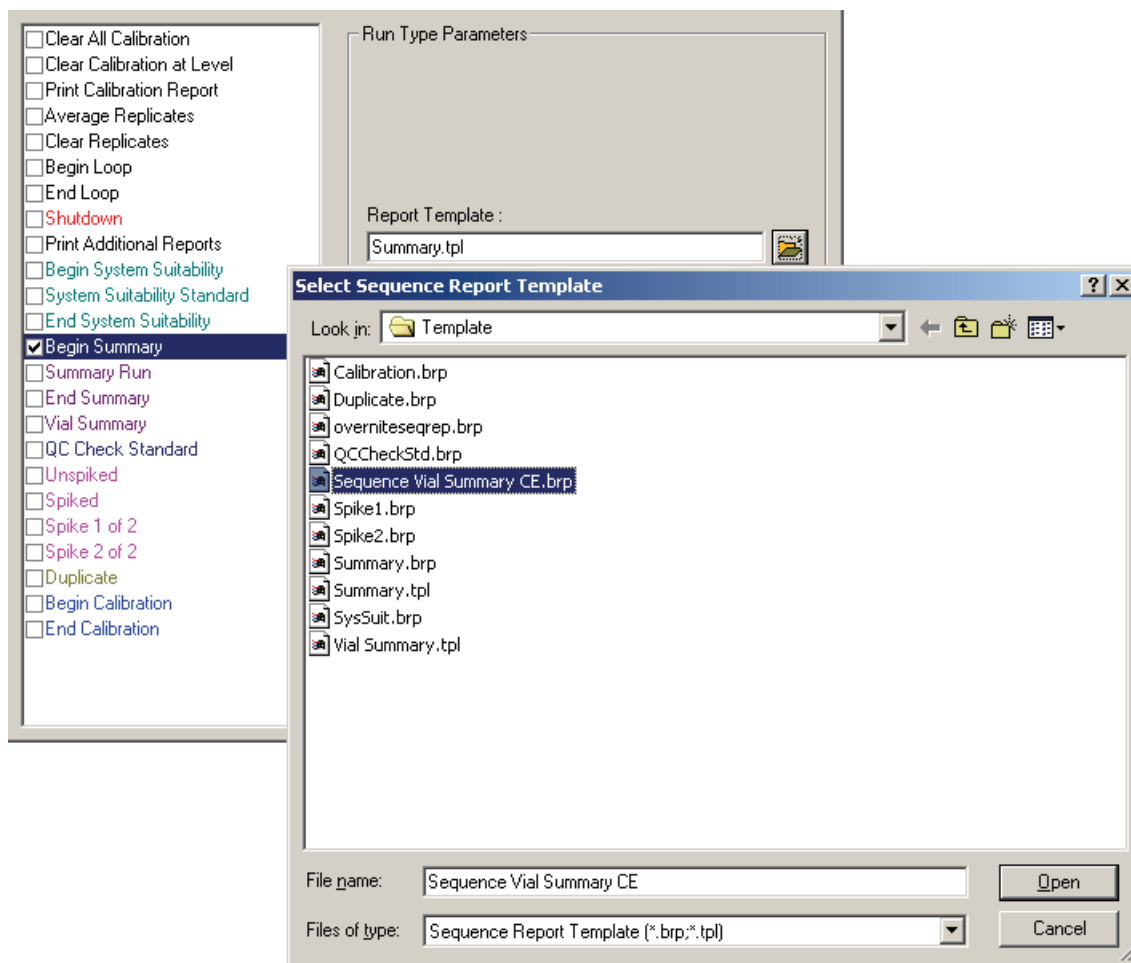 Clear All Calibration
Clear Calibration at Level
Print Calibration Report
Average Replicates
Clear Replicates
Begin Loop
End Loop
Shutdown
Print Additional Reports
Begin System Suitability
System Suitability Standard
End System Suitability
Begin Summary
Summary Run
End Summary
Vial Summary
QC Check Standard
Unspiked
Spiked
Spike 1 of 2
Spike 2 of 2
Duplicate
Begin Calibration
End Calibration
Run Type Parameters
Report Template :
Summary.tpl
Select Sequence Report Template
Look in: Template
Calibration.brp
Duplicate.brp
overniteseqrep.brp
QCCheckStd.brp
Sequence Vial Summary CE.brp
Spike1.brp
Spike2.brp
Summary.brp
Summary.tpl
SysSuit.brp
Vial Summary.tpl
File name: Sequence Vial Summary CE Open
Files of type: Sequence Report Template (*.brp;*.tpl) Cancel